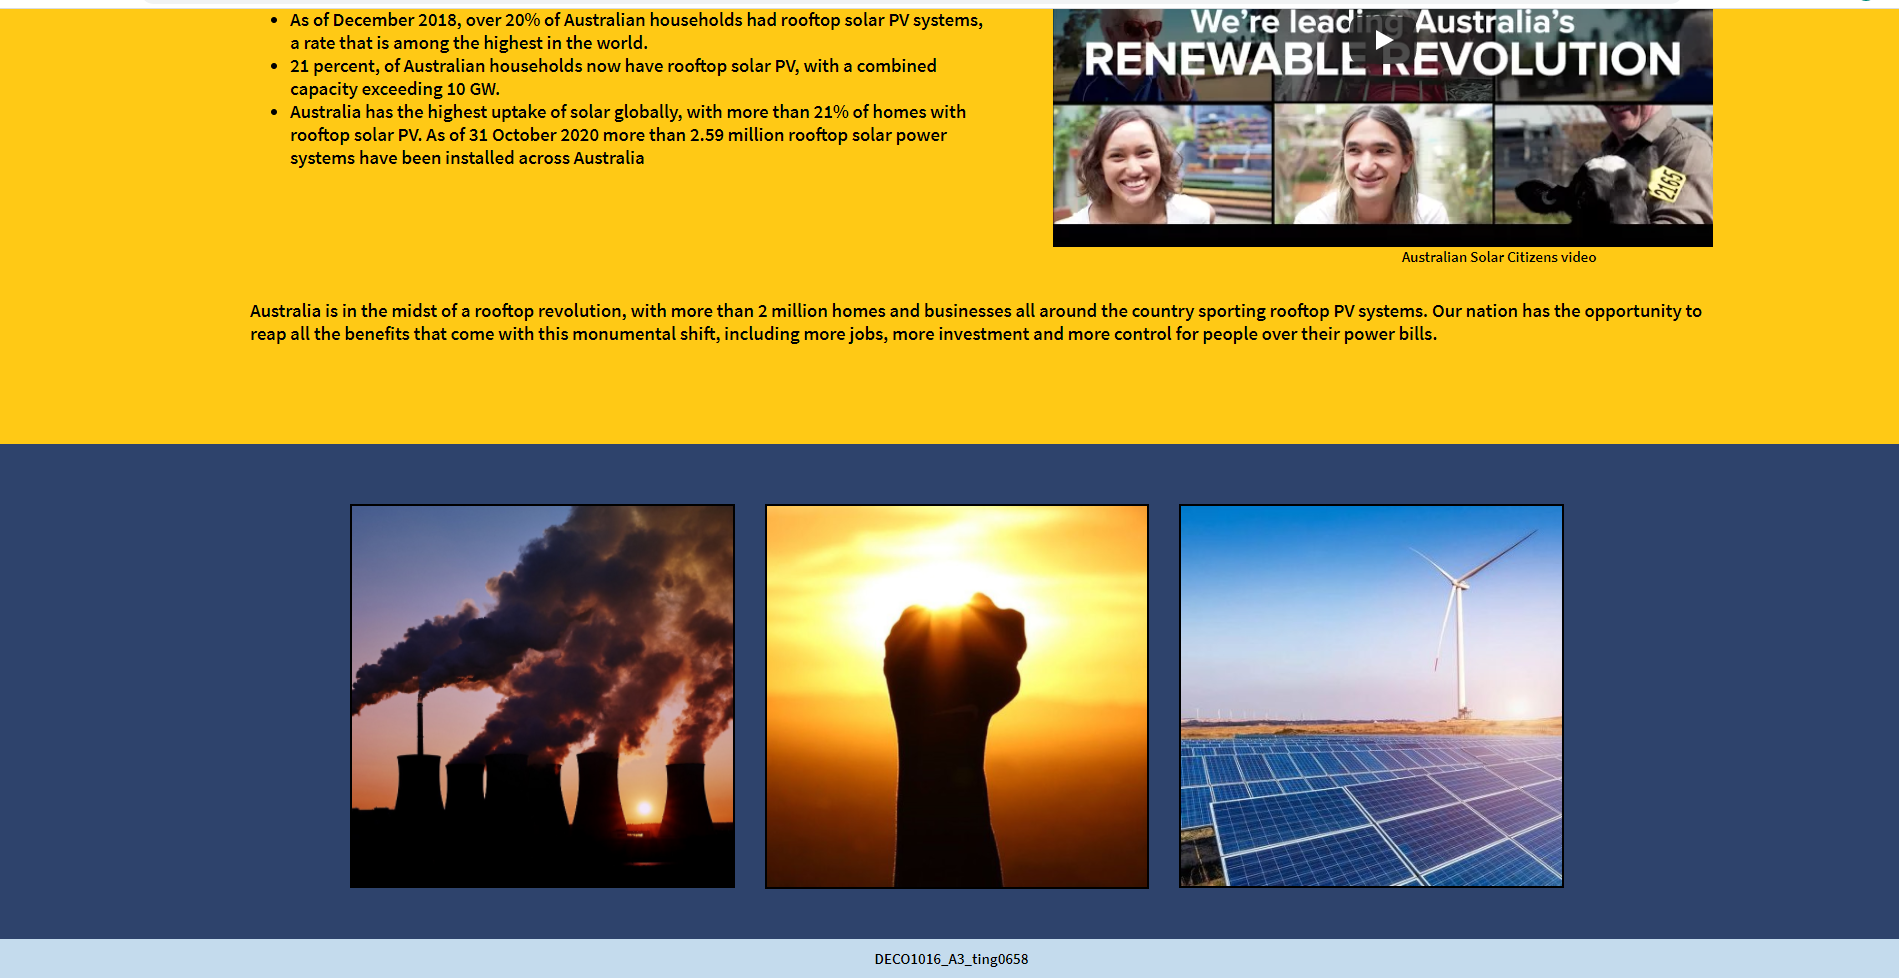 As of December 2018, over 20% of Australian households had rooftop solar PV systems,
a rate that is among the highest in the world.
21 percent, of Australian households now have rooftop solar PV, with a combined
capacity exceeding 10 GW.
Australia has the highest uptake of solar globally, with more than 21% of homes with
rooftop solar PV. As of 31 October 2020 more than 2.59 million rooftop solar power
systems have been installed across Australia
We're leading Australia's
RENEWABLE REVOLUTION
2165
Australian Solar Citizens video
Australia is in the midst of a rooftop revolution, with more than 2 million homes and businesses all around the country sporting rooftop PV systems. Our nation has the opportunity to
reap all the benefits that come with this monumental shift, including more jobs, more investment and more control for people over their power bills.
DECO1016_A3_ting0658